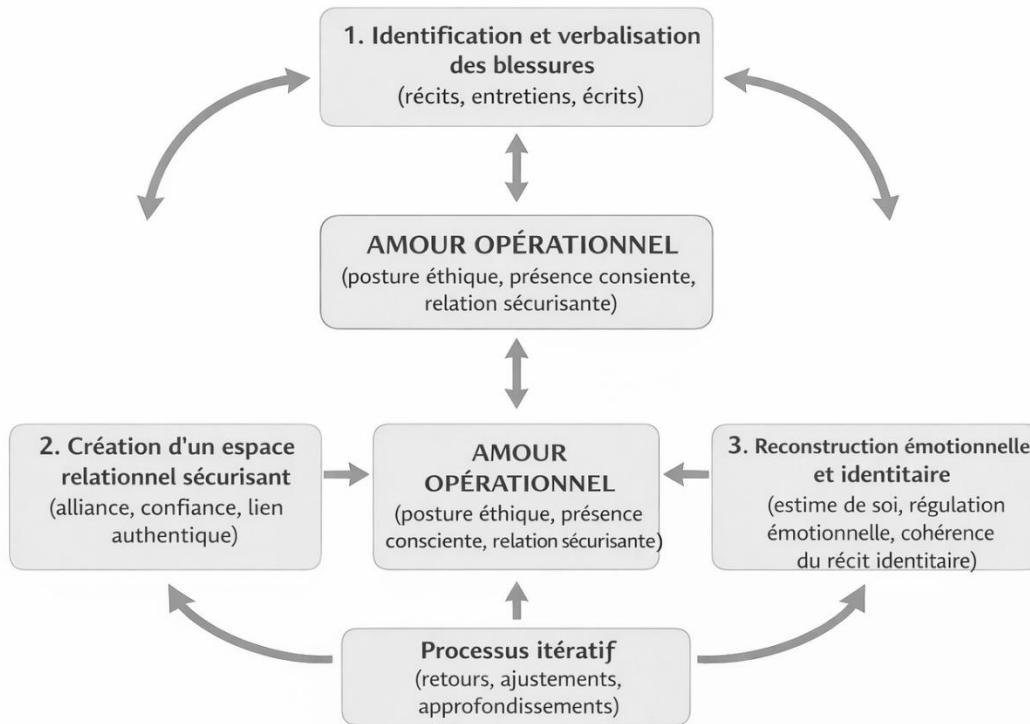 1. Identification et verbalisation
des blessures
(récits, entretiens, écrits)
AMOUR OPÉRATIONNEL
(posture éthique, présence consiente,
relation sécurisante)
2. Création d'un espace
relationnel sécurisant
(alliance, confiance, lien
authentique)
AMOUR
OPÉRATIONNEL
(posture éthique, présence
consciente, relation sécurisante)
3. Reconstruction émotionnelle
et identitaire
(estime de soi, régulation
émotionnelle, cohérence
du récit identitaire)
Processus itératif
(retours, ajustements,
approfondissements)